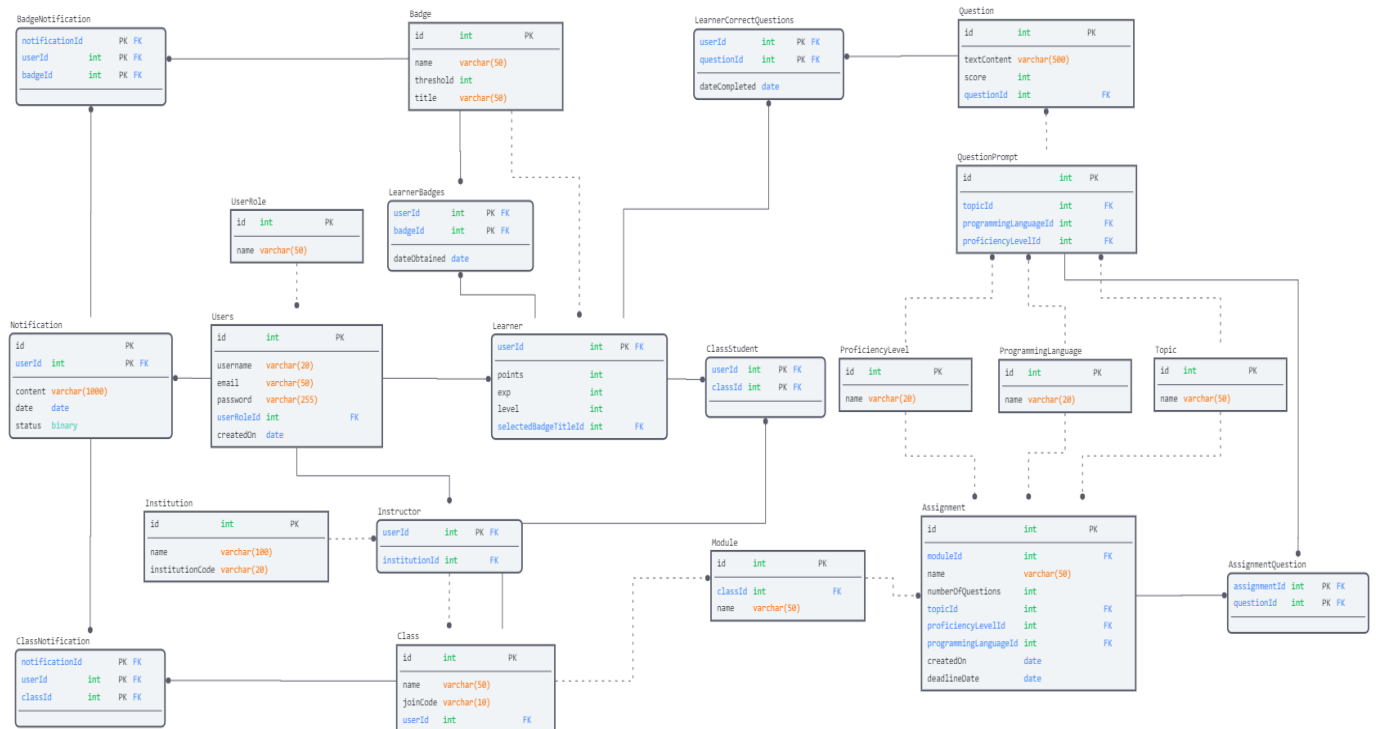 BadgeNotification
notificationId PK FK
userId int PK FK
badgeId int PK FK
Badge
id int PK
name varchar(50)
threshold int
title varchar(50)
LearnerCorrectQuestions
userId int PK FK
questionId int PK FK
dateCompleted date
Question
id int PK
textContent varchar(500)
score int
questionId int FK
QuestionPrompt
id int PK
topicId int FK
programmingLanguageId int FK
proficiencyLevelId int FK
UserRole
id int PK
name varchar(50)
LearnerBadges
userId int PK FK
badgeId int PK FK
dateObtained date
Notification
id PK
userId int PK FK
content varchar(1000)
date date
status binary
Users
id int PK
username varchar(20)
email varchar(50)
password varchar(255)
userRoleId int FK
createdOn date
Learner
userId int PK FK
points int
exp int
level int
selectedBadgeTitleId int FK
ClassStudent
userId int PK FK
classId int PK FK
ProficiencyLevel
id int PK
name varchar(20)
ProgrammingLanguage
id int PK
name varchar(20)
Topic
id int PK
name varchar(50)
Institution
id int PK
name varchar(100)
institutionCode varchar(20)
Instructor
userId int PK FK
institutionId int FK
Module
id int PK
classId int FK
name varchar(50)
Assignment
id int PK
moduleId int FK
name varchar(50)
numberOfQuestions int
topicId int FK
proficiencyLevelId int FK
programmingLanguageId int FK
createdOn date
deadlineDate date
AssignmentQuestion
assignmentId int PK FK
questionId int PK FK
ClassNotification
notificationId PK FK
userId int PK FK
classId int PK FK
Class
id int PK
name varchar(50)
joinCode varchar(10)
userId int FK